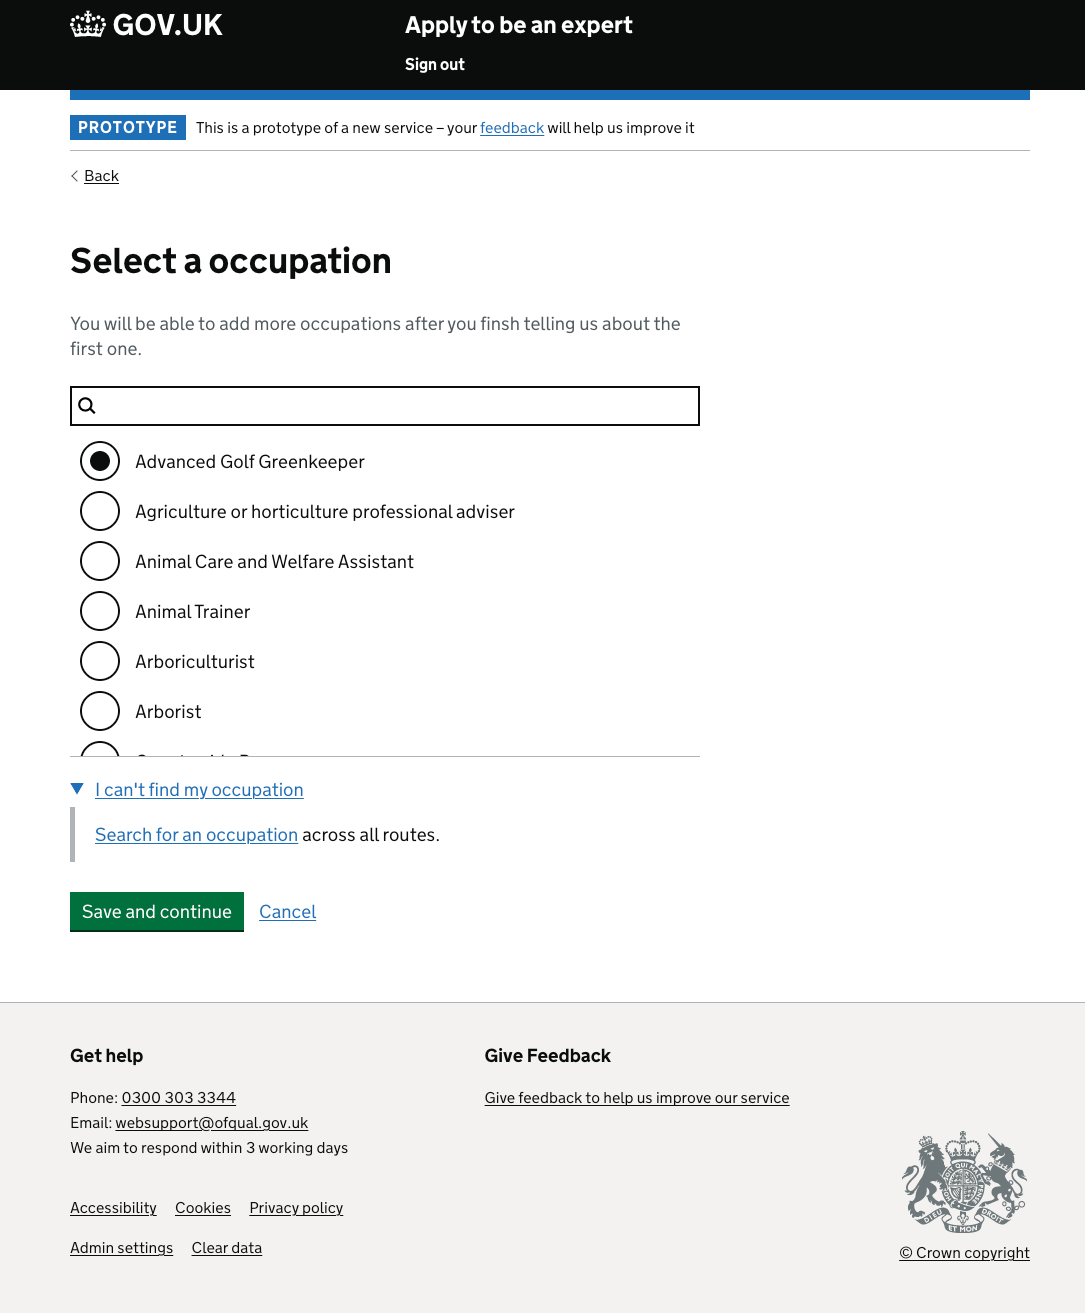 GOV.UK
Apply to be an expert
Sign out
PROTOTYPE This is a prototype of a new service – your feedback will help us improve it
Back
Select a occupation
You will be able to add more occupations after you finsh telling us about the
first one.
Advanced Golf Greenkeeper
Agriculture or horticulture professional adviser
Animal Care and Welfare Assistant
Animal Trainer
Arboriculturist
Arborist
I can't find my occupation
Search for an occupation across all routes.
Save and continue Cancel
Get help
Phone: 0300 303 3344
Email: websupport@ofqual.gov.uk
We aim to respond within 3 working days
Give Feedback
Give feedback to help us improve our service
Accessibility Cookies Privacy policy
Admin settings Clear data
DIEU ET MON DROIT
© Crown copyright